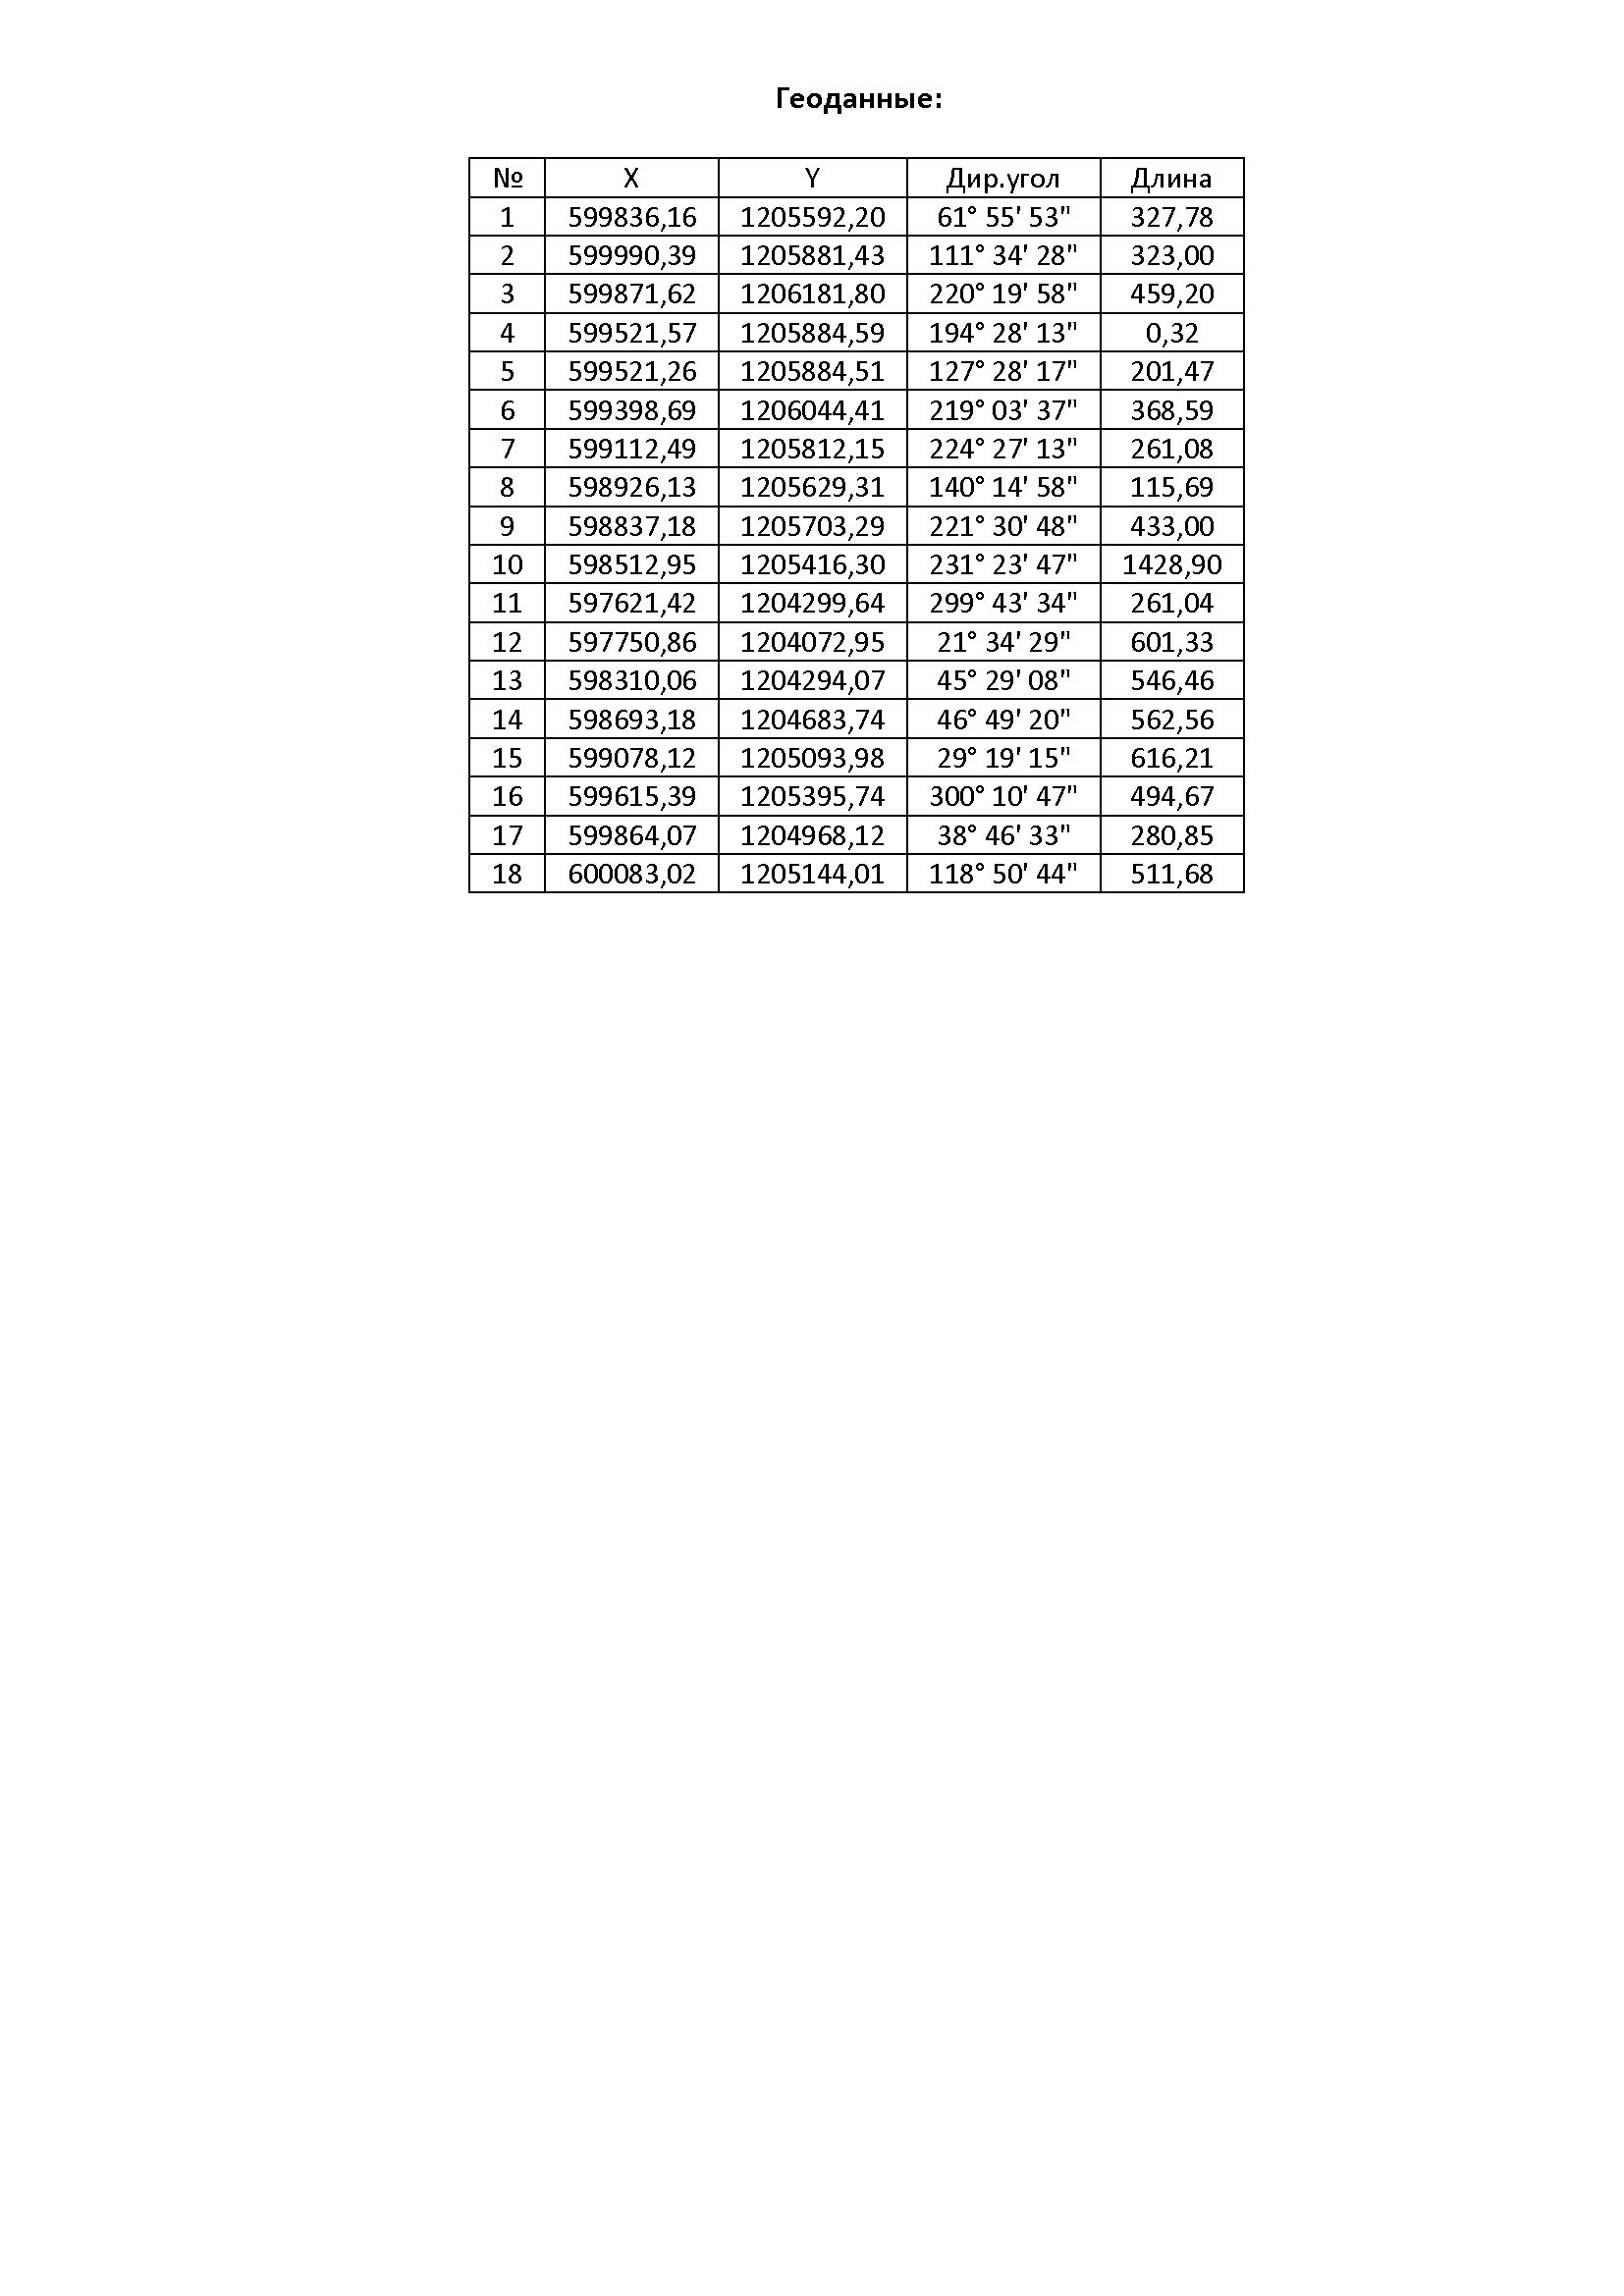 Геоданные:
№ X Y Дир.угол Длина
1 599836,16 1205592,20 61° 55' 53" 327,78
2 599990,39 1205881,43 111° 34' 28" 323,00
3 599871,62 1206181,80 220° 19' 58" 459,20
4 599521,57 1205884,59 194° 28' 13" 0,32
5 599521,26 1205884,51 127° 28' 17" 201,47
6 599398,69 1206044,41 219° 03' 37" 368,59
7 599112,49 1205812,15 224° 27' 13" 261,08
8 598926,13 1205629,31 140° 14' 58" 115,69
9 598837,18 1205703,29 221° 30' 48" 433,00
10 598512,95 1205416,30 231° 23' 47" 1428,90
11 597621,42 1204299,64 299° 43' 34" 261,04
12 597750,86 1204072,95 21° 34' 29" 601,33
13 598310,06 1204294,07 45° 29' 08" 546,46
14 598693,18 1204683,74 46° 49' 20" 562,56
15 599078,12 1205093,98 29° 19' 15" 616,21
16 599615,39 1205395,74 300° 10' 47" 494,67
17 599864,07 1204968,12 38° 46' 33" 280,85
18 600083,02 1205144,01 118° 50' 44" 511,68